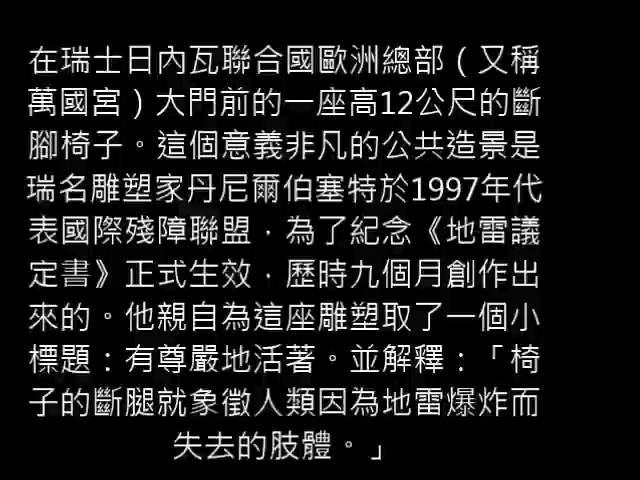 在瑞士日內瓦聯合國歐洲總部（又稱
萬國宮）大門前的一座高12公尺的斷
腳椅子。這個意義非凡的公共造景是
瑞名雕塑家丹尼爾伯塞特於1997年代
表國際殘障聯盟，為了紀念《地雷議
定書》正式生效，歷時九個月創作出
來的。他親自為這座雕塑取了一個小
標題：有尊嚴地活著。並解釋：「椅
子的斷腿就象徵人類因為地雷爆炸而
失去的肢體。」